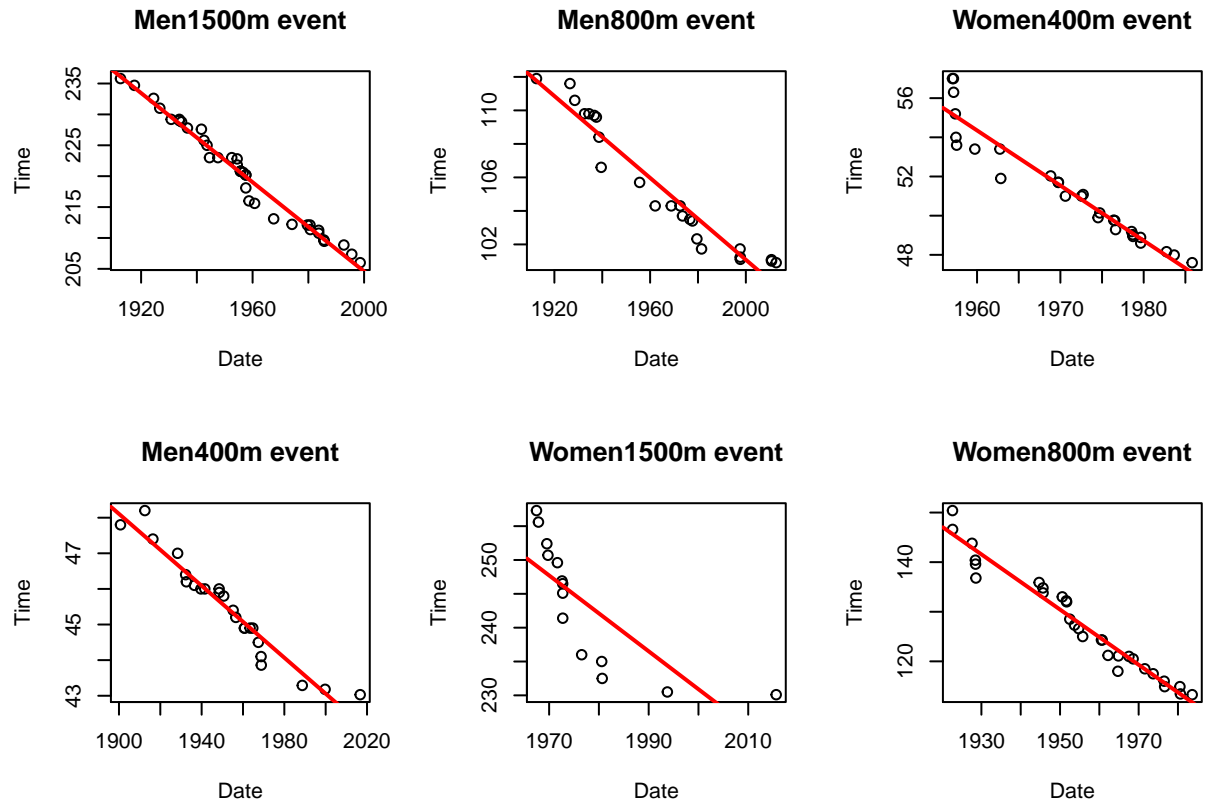 Men1500m event
Time
235
225
215
205
1920 1960 2000
Date
Men800m event
Time
110
106
102
1920 1960 2000
Date
Women400m event
Time
56
52
48
1960 1970 1980
Date
Men400m event
Time
47
45
43
1900 1940 1980 2020
Date
Women1500m event
Time
250
240
230
1970 1990 2010
Date
Women800m event
Time
140
120
1930 1950 1970
Date